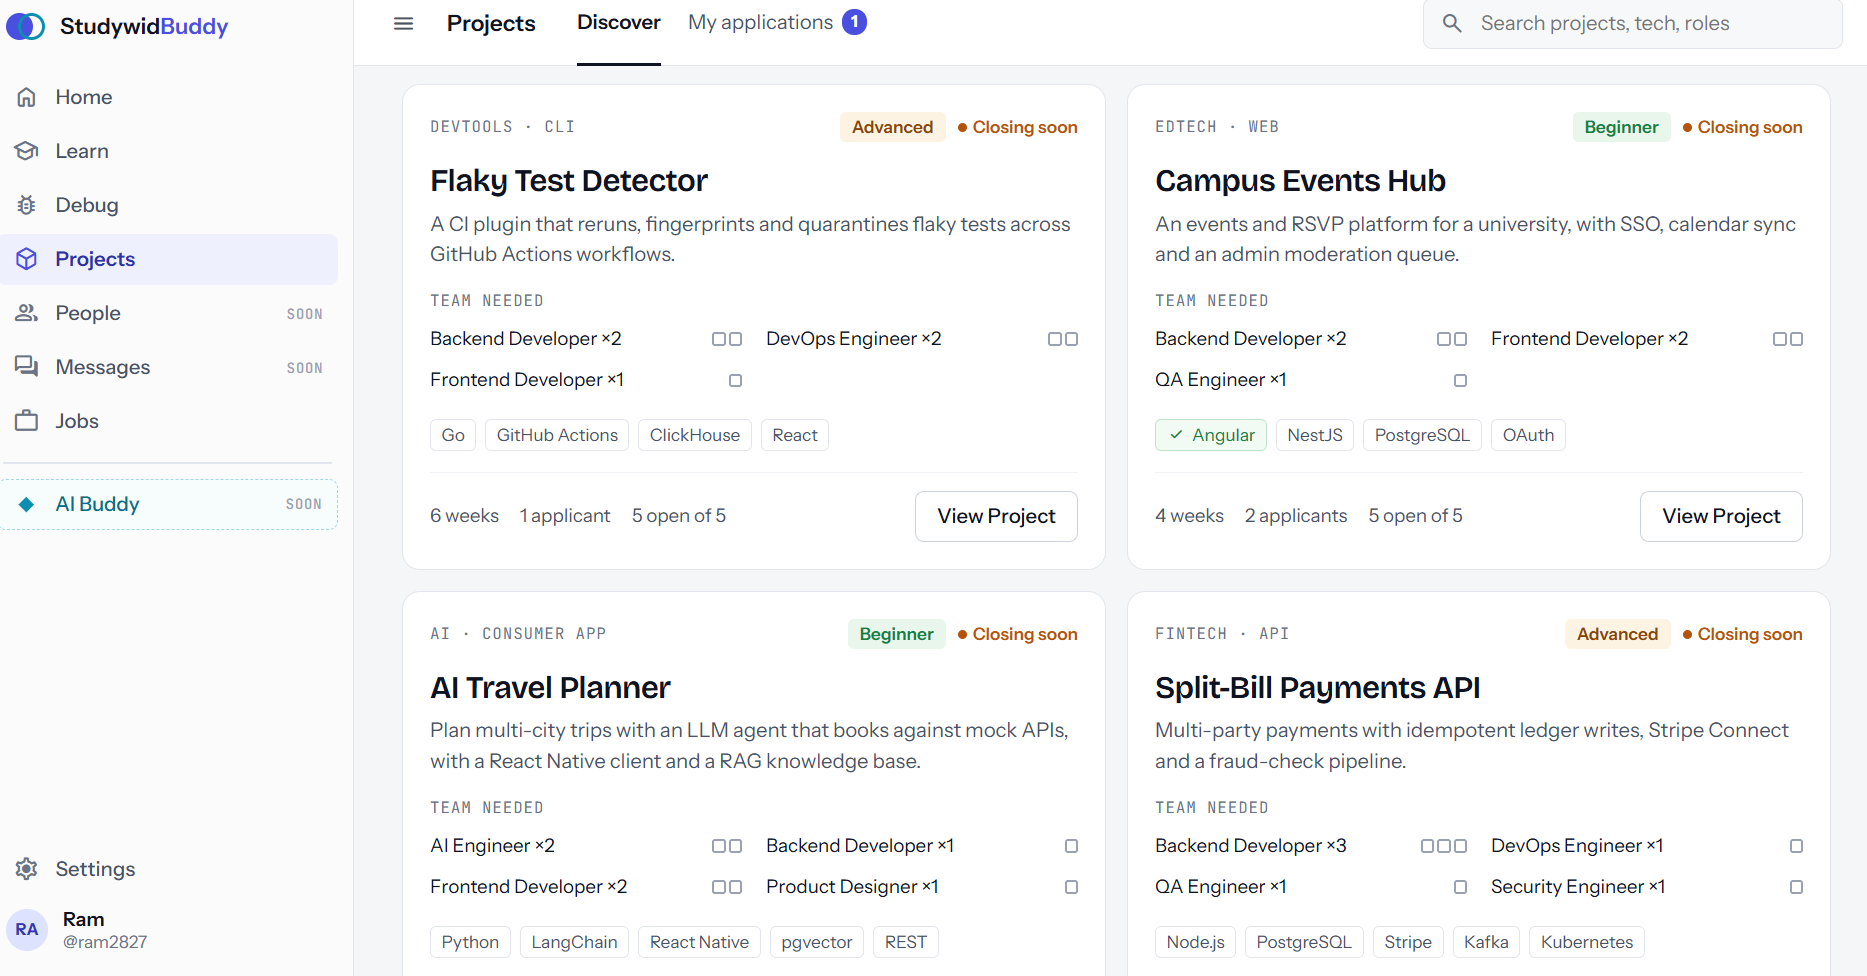 StudywidBuddy
Home
Learn
Debug
Projects
People SOON
Messages SOON
Jobs
AI Buddy SOON
Settings
RA
Ram
@ram2827
Projects Discover My applications 1
Search projects, tech, roles
DEVTOOLS · CLI Advanced Closing soon
Flaky Test Detector
A CI plugin that reruns, fingerprints and quarantines flaky tests across
GitHub Actions workflows.
TEAM NEEDED
Backend Developer ×2 DevOps Engineer ×2
Frontend Developer ×1
Go GitHub Actions ClickHouse React
6 weeks 1 applicant 5 open of 5 View Project
EDTECH · WEB Beginner Closing soon
Campus Events Hub
An events and RSVP platform for a university, with SSO, calendar sync
and an admin moderation queue.
TEAM NEEDED
Backend Developer ×2 Frontend Developer ×2
QA Engineer ×1
Angular NestJS PostgreSQL OAuth
4 weeks 2 applicants 5 open of 5 View Project
AI · CONSUMER APP Beginner Closing soon
AI Travel Planner
Plan multi-city trips with an LLM agent that books against mock APIs,
with a React Native client and a RAG knowledge base.
TEAM NEEDED
AI Engineer ×2 Backend Developer ×1
Frontend Developer ×2 Product Designer ×1
Python LangChain React Native pgvector REST
FINTECH · API Advanced Closing soon
Split-Bill Payments API
Multi-party payments with idempotent ledger writes, Stripe Connect
and a fraud-check pipeline.
TEAM NEEDED
Backend Developer ×3 DevOps Engineer ×1
QA Engineer ×1 Security Engineer ×1
Node.js PostgreSQL Stripe Kafka Kubernetes